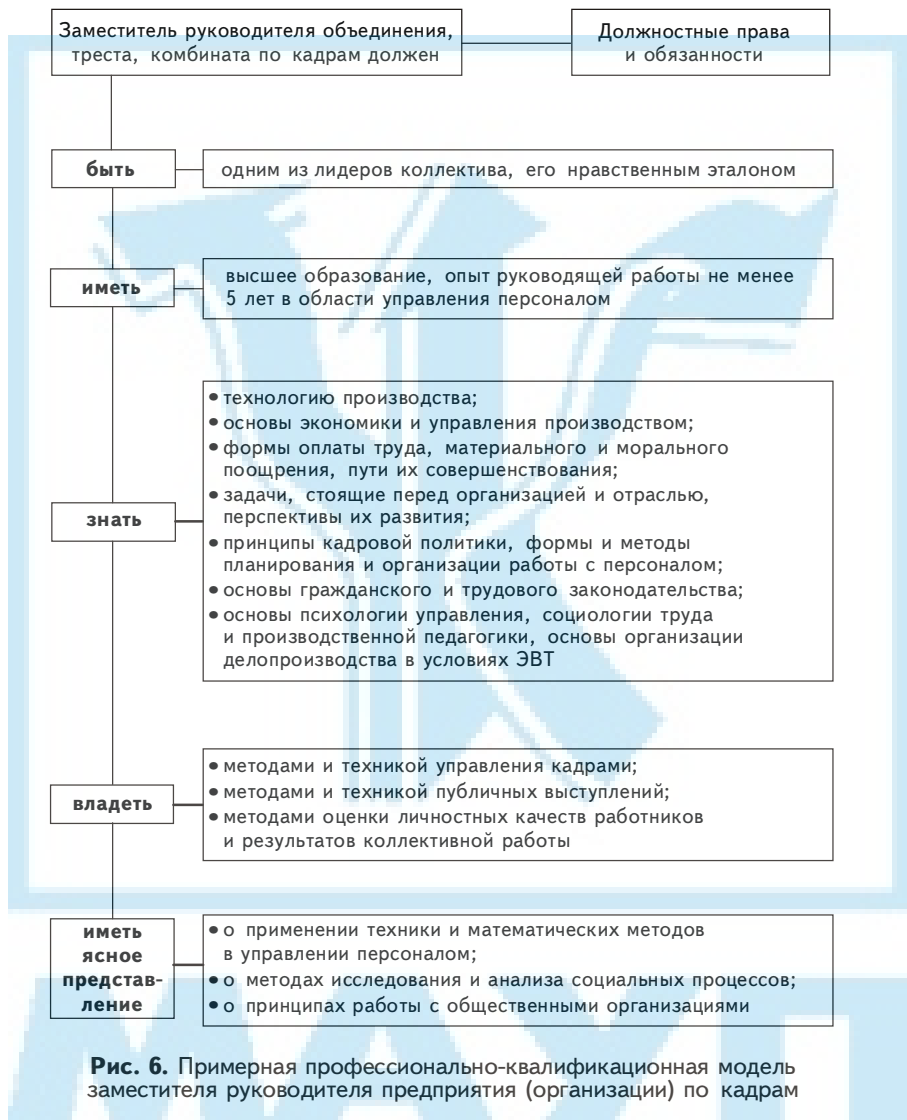 Заместитель руководителя объединения,
треста, комбината по кадрам должен
Должностные права
и обязанности
быть
одним из лидеров коллектива, его нравственным эталоном
иметь
высшее образование, опыт руководящей работы не менее
5 лет в области управления персоналом
знать
• технологию производства;
• основы экономики и управления производством;
• формы оплаты труда, материального и морального
поощрения, пути их совершенствования;
• задачи, стоящие перед организацией и отраслью,
перспективы их развития;
• принципы кадровой политики, формы и методы
планирования и организации работы с персоналом;
• основы гражданского и трудового законодательства;
• основы психологии управления, социологии труда
и производственной педагогики, основы организации
делопроизводства в условиях ЭВТ
владеть
• методами и техникой управления кадрами;
• методами и техникой публичных выступлений;
• методами оценки личностных качеств работников
и результатов коллективной работы
иметь
ясное
представ-
ление
• о применении техники и математических методов
в управлении персоналом;
• о методах исследования и анализа социальных процессов;
• о принципах работы с общественными организациями
Рис. 6. Примерная профессионально-квалификационная модель
заместителя руководителя предприятия (организации) по кадрам
МАУП